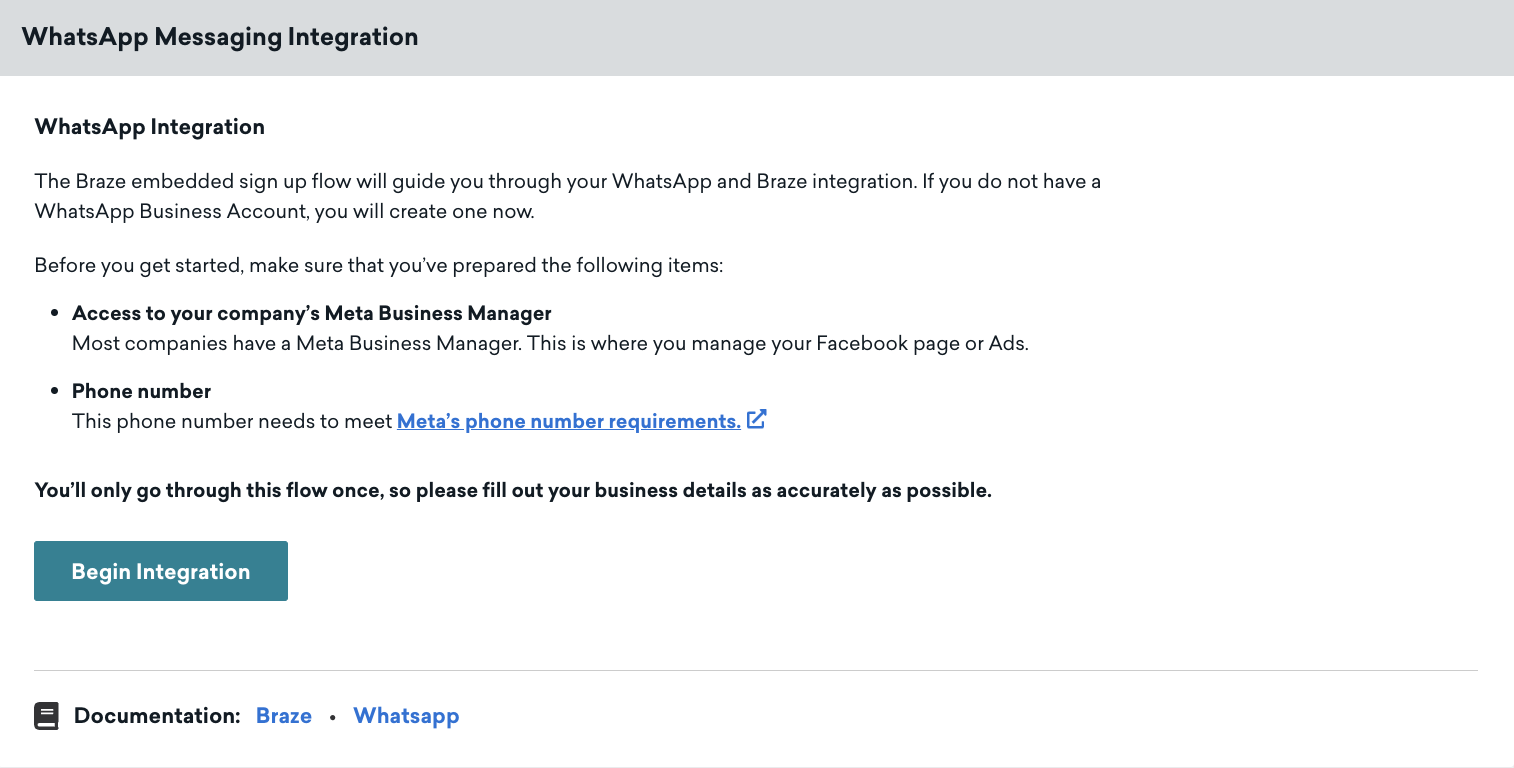 WhatsApp Messaging Integration
WhatsApp Integration
The Braze embedded sign up flow will guide you through your WhatsApp and Braze integration. If you do not have a
WhatsApp Business Account, you will create one now.
Before you get started, make sure that you’ve prepared the following items:
• Access to your company’s Meta Business Manager
Most companies have a Meta Business Manager. This is where you manage your Facebook page or Ads.
• Phone number
This phone number needs to meet Meta’s phone number requirements.
You’ll only go through this flow once, so please fill out your business details as accurately as possible.
Begin Integration
Documentation: Braze • Whatsapp